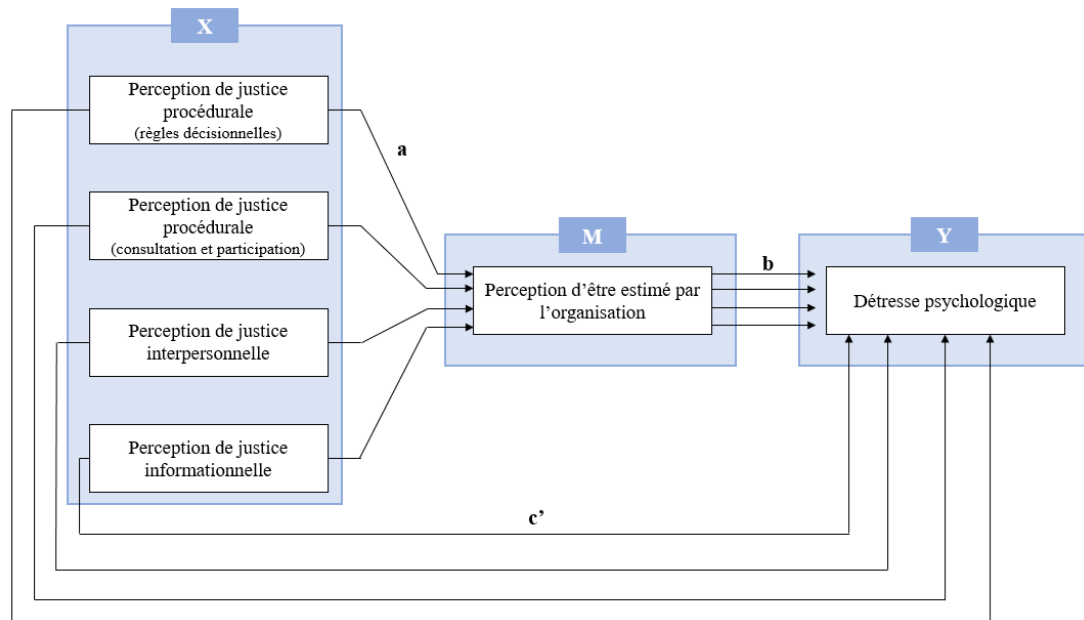 X
Perception de justice
procédurale
(règles décisionnelles)
a
Perception de justice
procédurale
(consultation et participation)
M
Y
b
Perception d'être estimé par
l'organisation
Détresse psychologique
Perception de justice
interpersonnelle
Perception de justice
informationnelle
c’